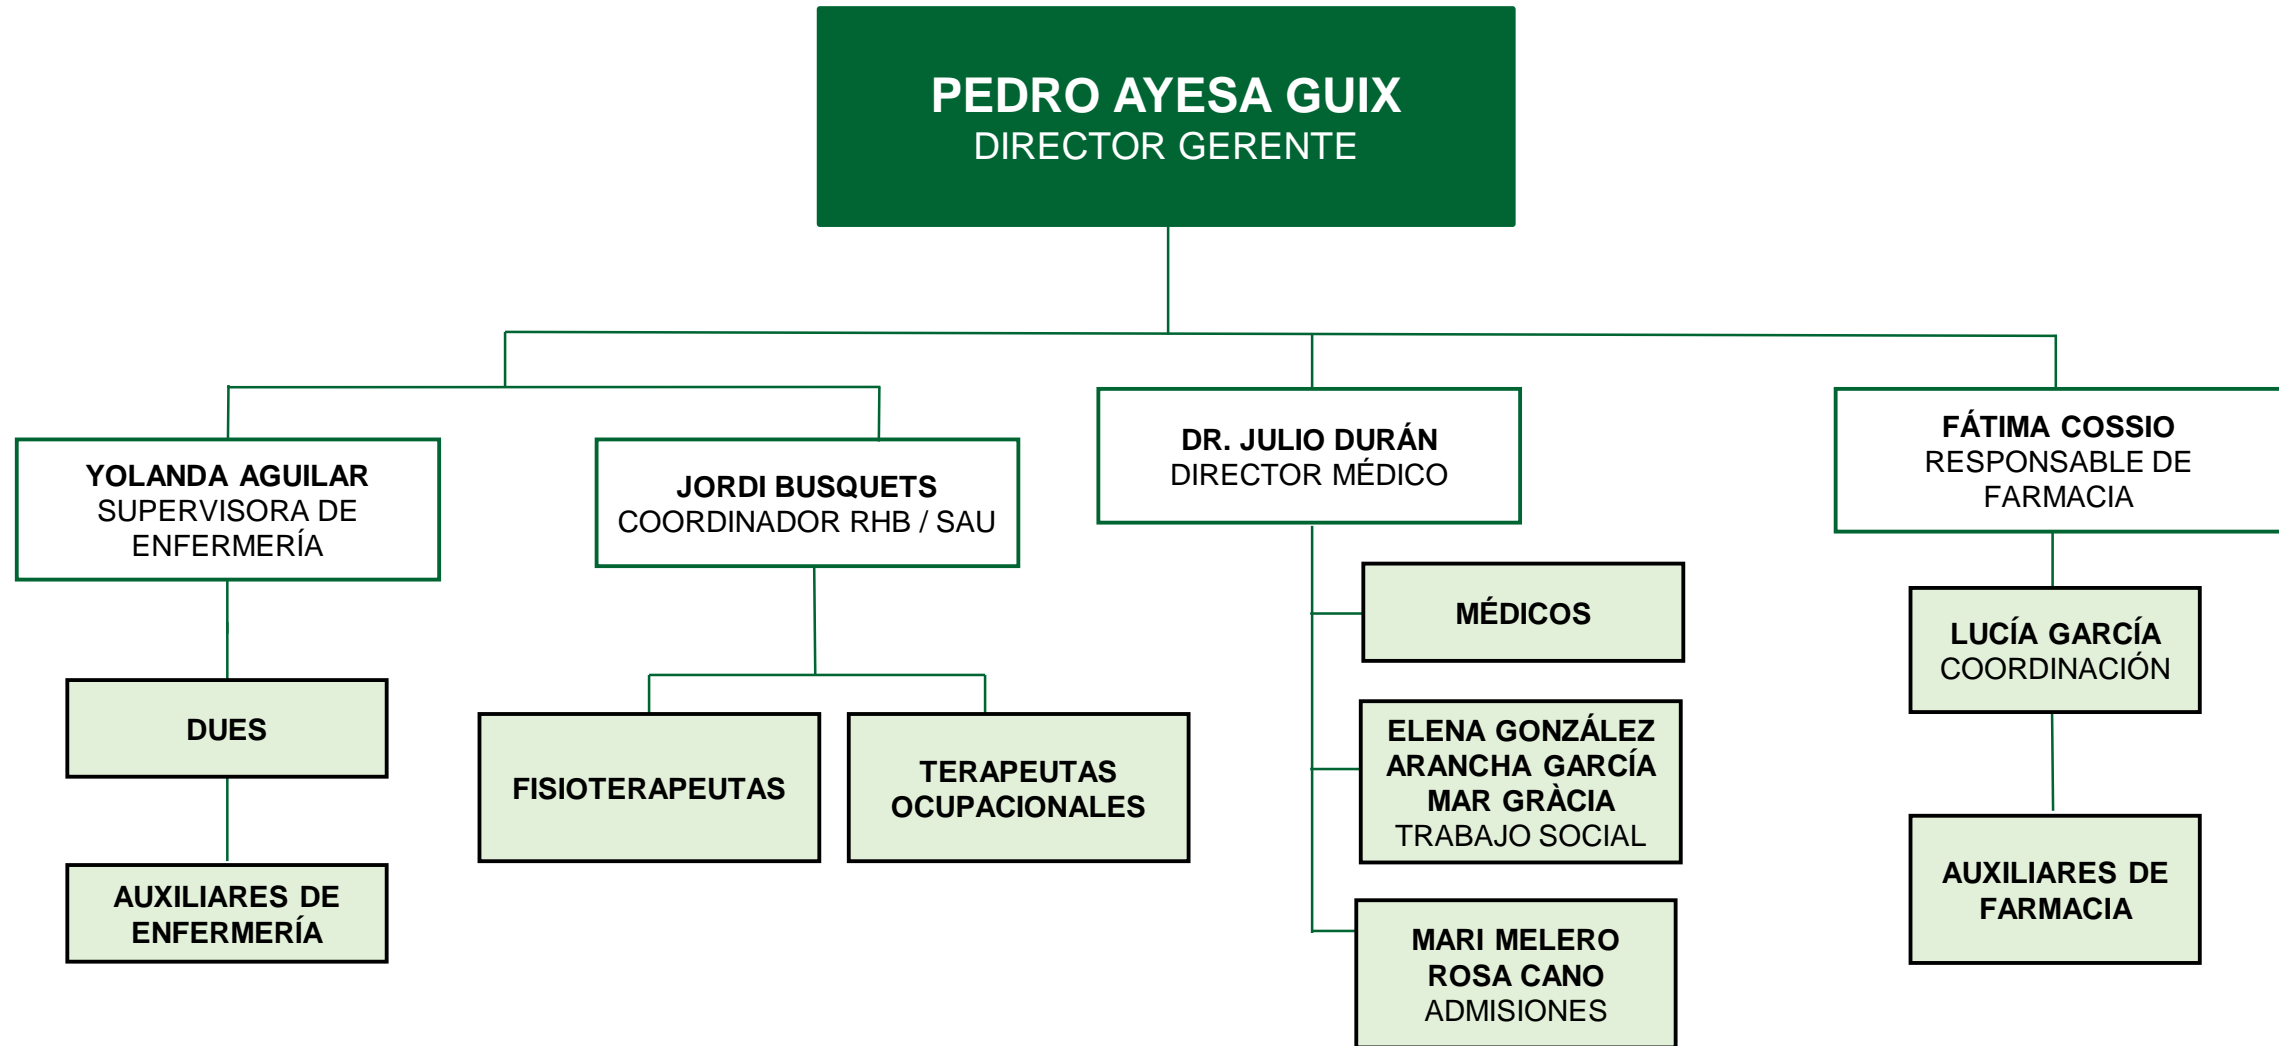 PEDRO AYESA GUIX
DIRECTOR GERENTE
YOLANDA AGUILAR
SUPERVISORA DE
ENFERMERÍA
DUES
AUXILIARES DE
ENFERMERÍA
JORDI BUSQUETS
COORDINADOR RHB / SAU
FISIOTERAPEUTAS
TERAPEUTAS
OCUPACIONALES
DR. JULIO DURÁN
DIRECTOR MÉDICO
MÉDICOS
ELENA GONZÁLEZ
ARANCHA GARCÍA
MAR GRÀCIA
TRABAJO SOCIAL
MARI MELERO
ROSA CANO
ADMISIONES
FÁTIMA COSSIO
RESPONSABLE DE
FARMACIA
LUCÍA GARCÍA
COORDINACIÓN
AUXILIARES DE
FARMACIA